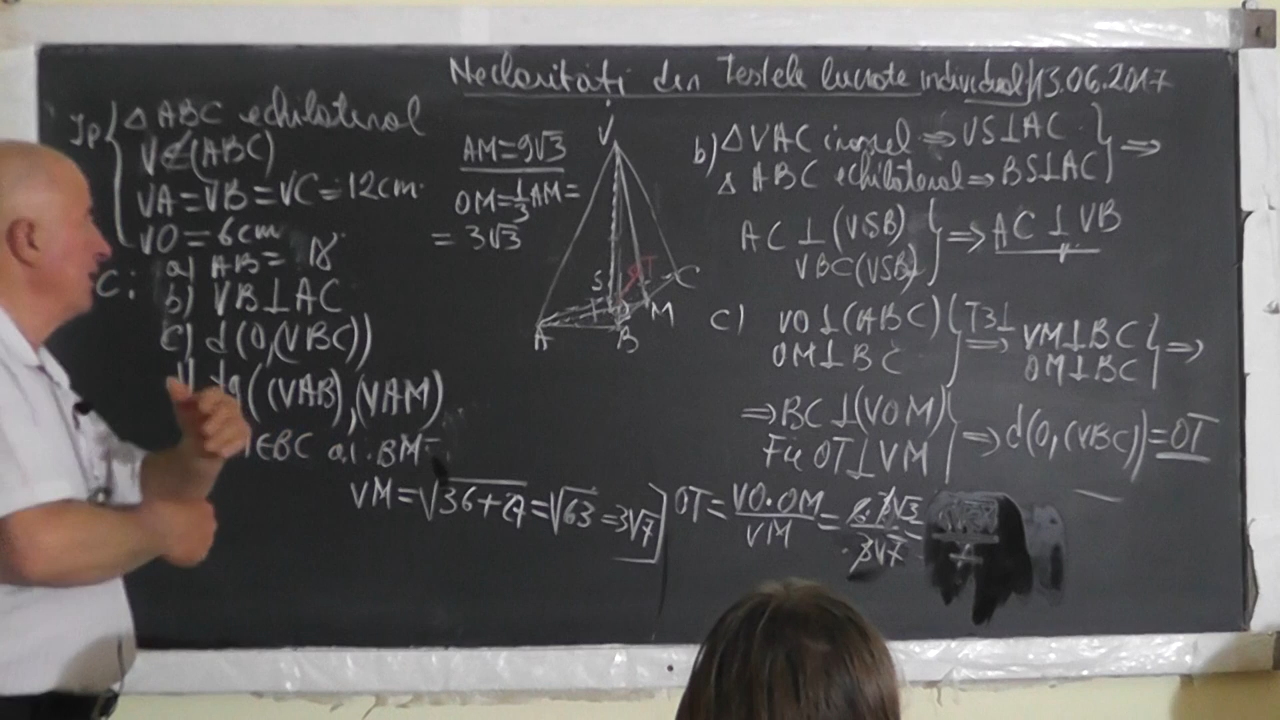 Neclarități din testele lucrate individual/13.06.2017
Ip
Δ ABC echilateral
V∉(ABC)
VA=VB=VC=12cm
VO=6cm
C:
a) AB= 18
b) VB⊥AC
c) d(O,(VBC))
((VAB),(VAM)
∈BC a.î. BM=
AM=9√3
OM=1/3AM=
=3√3
V
S
T
C
M
A
B
b) ΔVAC isoscel ⇒VS⊥AC
Δ ABC echilateral⇒BS⊥AC ⇒
AC⊥(VSB)
VB⊂(VSB) ⇒AC⊥VB
c) VO⊥(ABC)
OM⊥BC
T3⊥
⇒ VM⊥BC
OM⊥BC ⇒
⇒BC⊥(VOM)
Fie OT⊥VM ⇒d(O,(VBC))=OT
VM=√36+27=√63=3√7
OT=VO·OM/VM=6·3√3/3√7